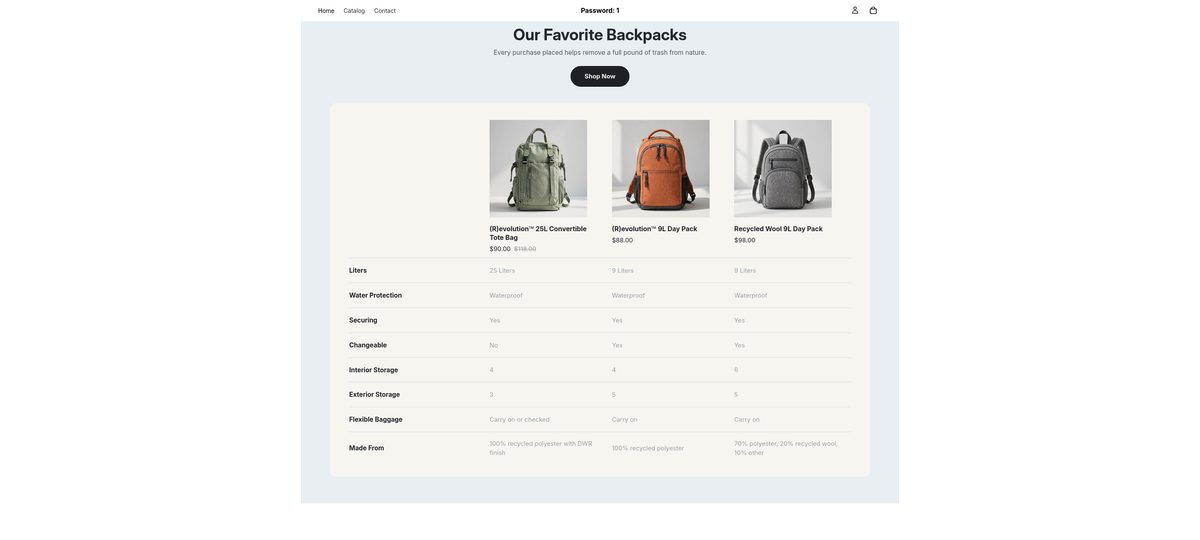 Home Catalog Contact Password: 1
Our Favorite Backpacks
Every purchase placed helps remove a full pound of trash from nature.
Shop Now
(R)evolution™ 25L Convertible Tote Bag
$90.00 $118.00
(R)evolution™ 9L Day Pack
$88.00
Recycled Wool 9L Day Pack
$98.00
Liters 25 Liters 9 Liters 9 Liters
Water Protection Waterproof Waterproof Waterproof
Securing Yes Yes Yes
Changeable No Yes Yes
Interior Storage 4 4 6
Exterior Storage 3 5 5
Flexible Baggage Carry on or checked Carry on Carry on
Made From 100% recycled polyester with DWR finish 100% recycled polyester 70% polyester, 20% recycled wool, 10% other